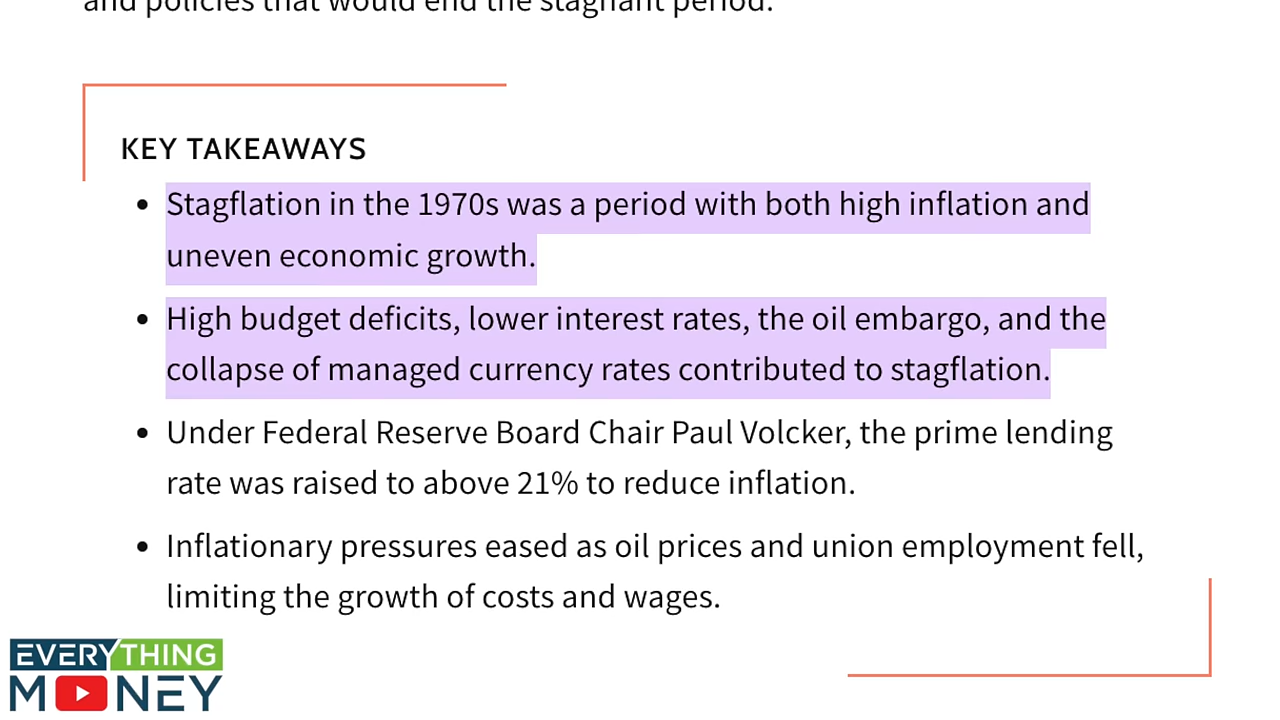 and policies that would end the stagnant period.
KEY TAKEAWAYS
• Stagflation in the 1970s was a period with both high inflation and
uneven economic growth.
• High budget deficits, lower interest rates, the oil embargo, and the
collapse of managed currency rates contributed to stagflation.
• Under Federal Reserve Board Chair Paul Volcker, the prime lending
rate was raised to above 21% to reduce inflation.
• Inflationary pressures eased as oil prices and union employment fell,
limiting the growth of costs and wages.
EVERYTHING
MONEY